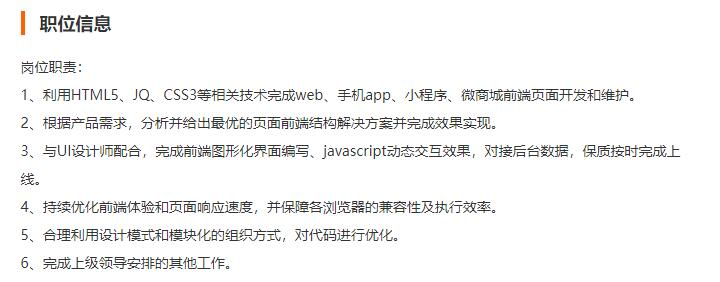 职位信息
岗位职责：
1、利用HTML5、JQ、CSS3等相关技术完成web、手机app、小程序、微商城前端页面开发和维护。
2、根据产品需求，分析并给出最优的页面前端结构解决方案并完成效果实现。
3、与UI设计师配合，完成前端图形化界面编写、javascript动态交互效果，对接后台数据，保质按时完成上
线。
4、持续优化前端体验和页面响应速度，并保障各浏览器的兼容性及执行效率。
5、合理利用设计模式和模块化的组织方式，对代码进行优化。
6、完成上级领导安排的其他工作。